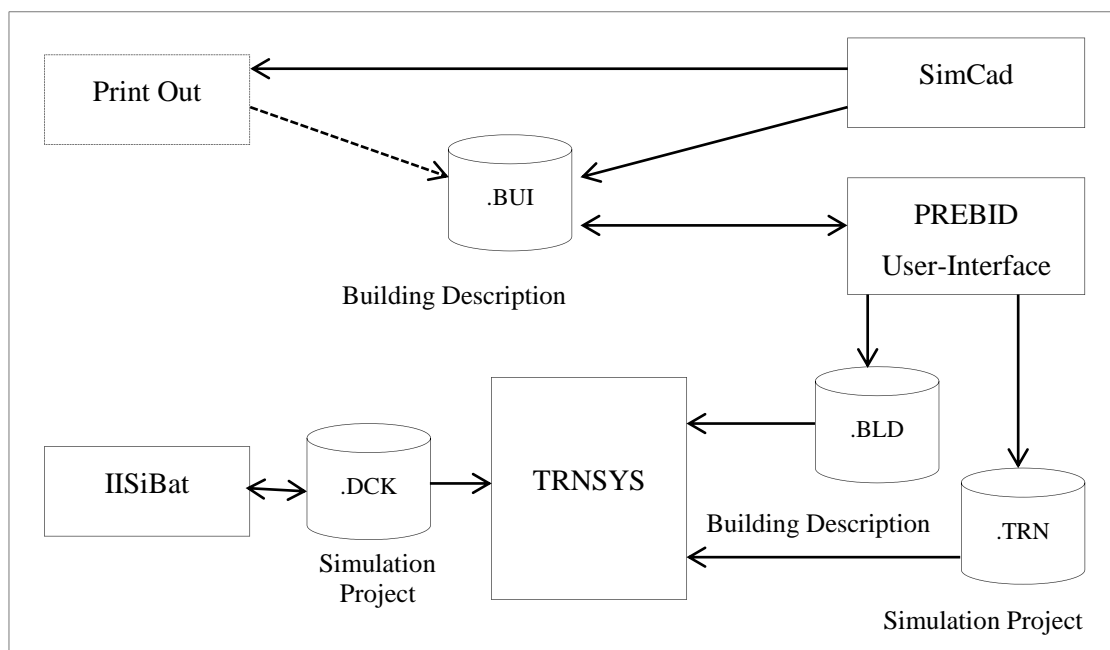 Print Out
SimCad
.BUI
PREBID
User-Interface
Building Description
.BLD
IISiBat
.DCK
TRNSYS
Building Description
.TRN
Simulation
Project
Simulation Project